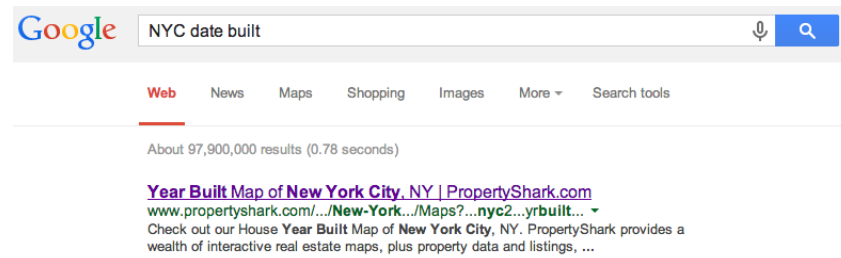 Google NYC date built
Web News Maps Shopping Images More Search tools
About 97,900,000 results (0.78 seconds)
Year Built Map of New York City, NY | PropertyShark.com
www.propertyshark.com/.../New-York.../Maps?...nyc2...yrbuilt...
Check out our House Year Built Map of New York City, NY. PropertyShark provides a
wealth of interactive real estate maps, plus property data and listings, ...